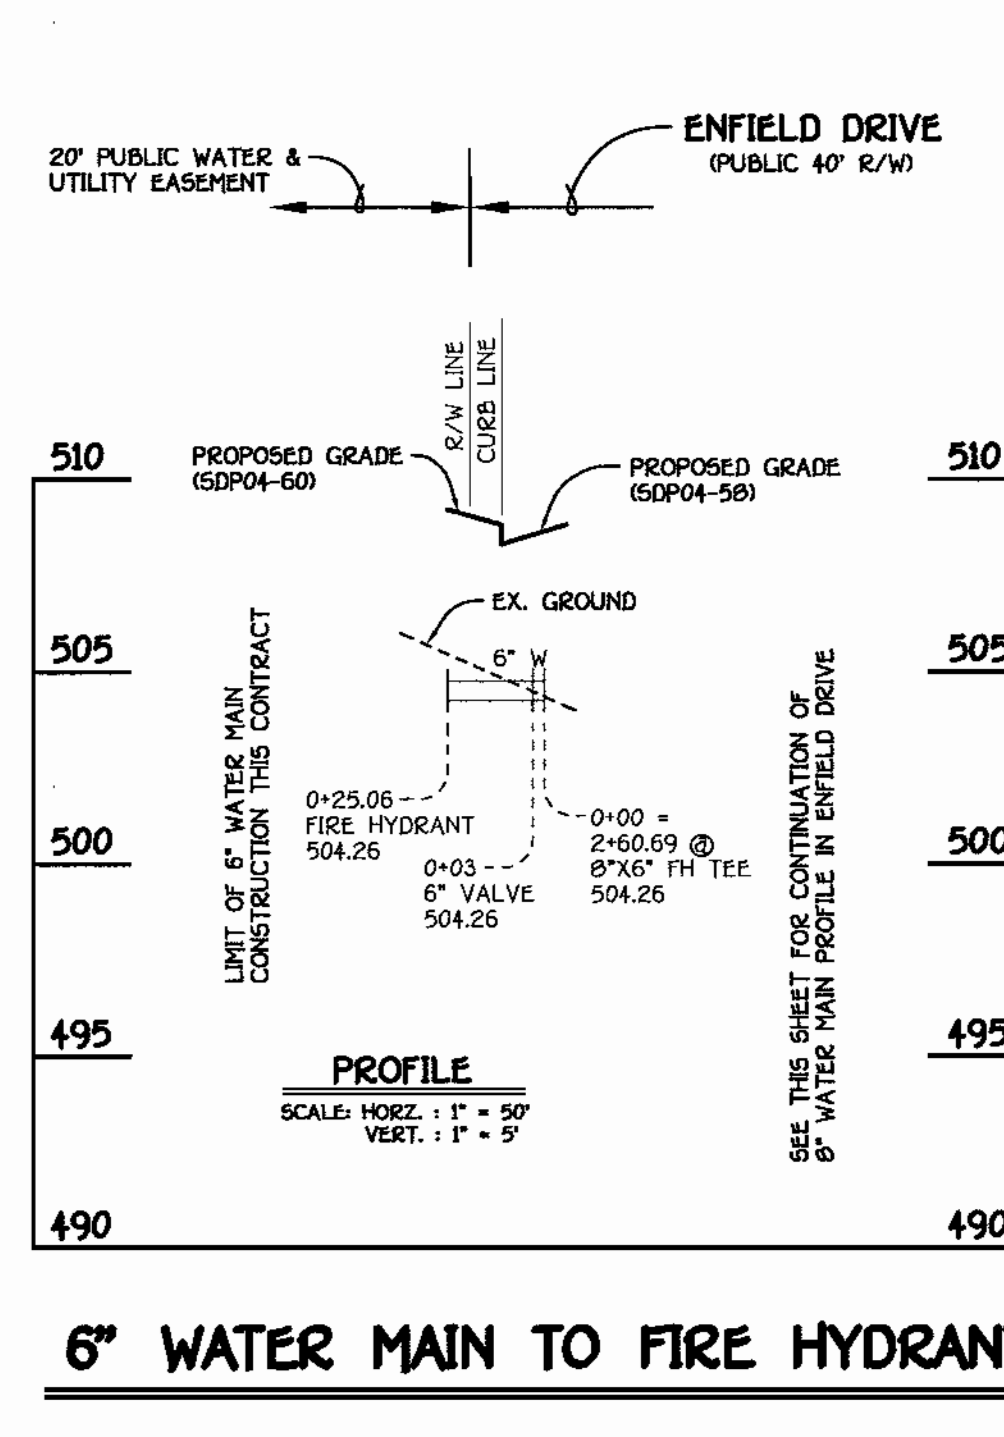 ENFIELD DRIVE
(PUBLIC 40' R/W)
20' PUBLIC WATER &
UTILITY EASEMENT
R/W LINE
CURB LINE
510
510
PROPOSED GRADE
(SDP04-60)
PROPOSED GRADE
(SDP04-58)
EX. GROUND
505
505
6" W
LIMIT OF 6" WATER MAIN
CONSTRUCTION THIS CONTRACT
SEE THIS SHEET FOR CONTINUATION OF
8" WATER MAIN PROFILE IN ENFIELD DRIVE
0+25.06
FIRE HYDRANT
504.26
0+03
6" VALVE
504.26
0+00 =
2+60.69 @
8"X6" FH TEE
504.26
500
500
495
495
PROFILE
SCALE: HORZ. : 1" = 50'
VERT. : 1" = 5'
490
490
6" WATER MAIN TO FIRE HYDRAN